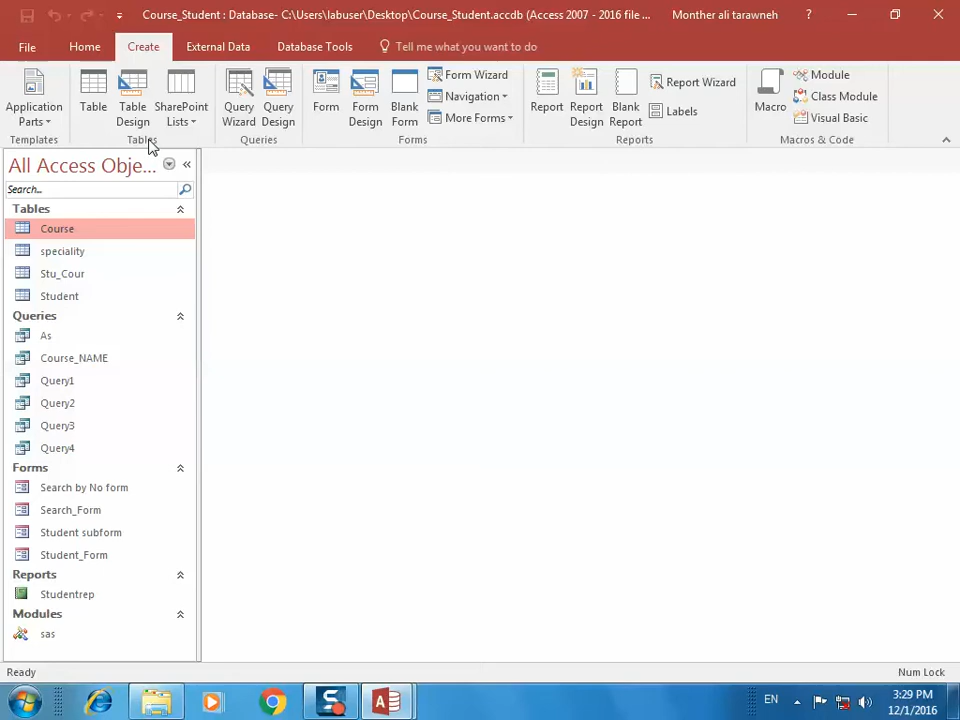 Course_Student : Database- C:\Users\labuser\Desktop\Course_Student.accdb (Access 2007 - 2016 file ...
Monther ali tarawneh
?
File
Home
Create
External Data
Database Tools
Tell me what you want to do
Application Parts
Table
Table Design
SharePoint Lists
Query Wizard
Query Design
Form
Form Design
Blank Form
Form Wizard
Navigation
More Forms
Report
Report Design
Blank Report
Report Wizard
Labels
Macro
Module
Class Module
Visual Basic
Templates
Tables
Queries
Forms
Reports
Macros & Code
All Access Obje...
Search...
Tables
Course
speciality
Stu_Cour
Student
Queries
As
Course_NAME
Query1
Query2
Query3
Query4
Forms
Search by No form
Search_Form
Student subform
Student_Form
Reports
Studentrep
Modules
sas
Ready
Num Lock
EN
3:29 PM
12/1/2016